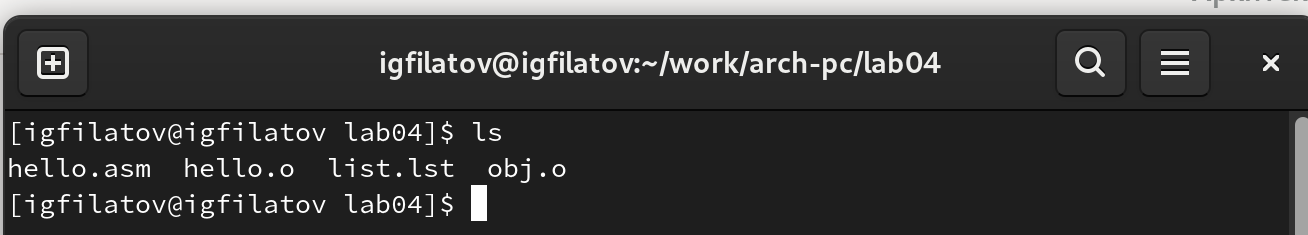 igfilatov@igfilatov:~/work/arch-pc/lab04
[igfilatov@igfilatov lab04]$ ls
hello.asm  hello.o  list.lst  obj.o
[igfilatov@igfilatov lab04]$